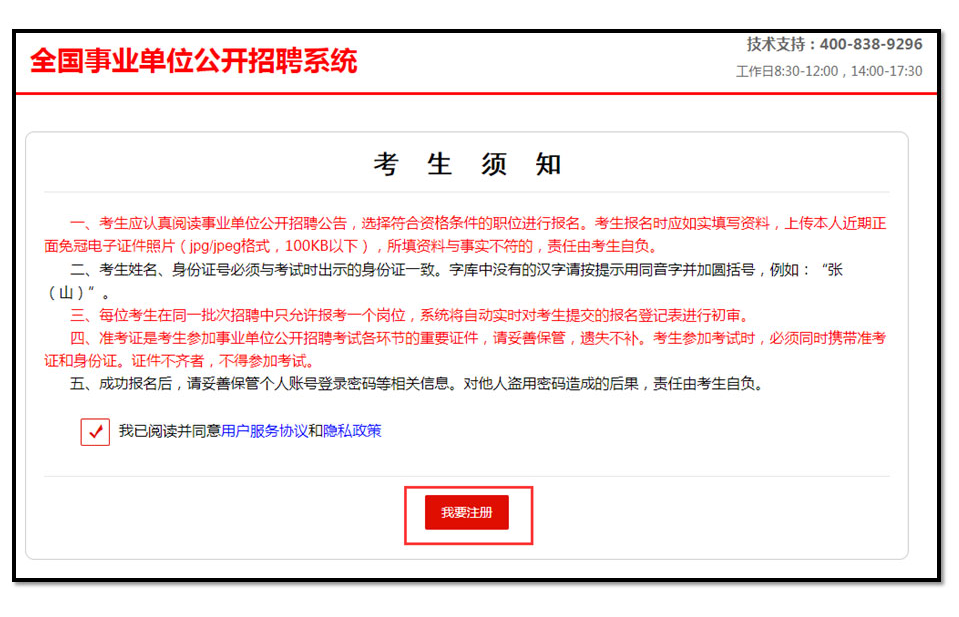 全国事业单位公开招聘系统
技术支持：400-838-9296
工作日8:30-12:00，14:00-17:30
考 生 须 知
一、考生应认真阅读事业单位公开招聘公告，选择符合资格条件的职位进行报名。考生报名时应如实填写资料，上传本人近期正
面免冠电子证件照片（jpg/jpeg格式，100KB以下），所填资料与事实不符的，责任由考生自负。
二、考生姓名、身份证号必须与考试时出示的身份证一致。字库中没有的汉字请按提示用同音字并加圆括号，例如：“张
（山）”。
三、每位考生在同一批次招聘中只允许报考一个岗位，系统将自动实时对考生提交的报名登记表进行初审。
四、准考证是考生参加事业单位公开招聘考试各环节的重要证件，请妥善保管，遗失不补。考生参加考试时，必须同时携带准考
证和身份证。证件不齐者，不得参加考试。
五、成功报名后，请妥善保管个人账号登录密码等相关信息。对他人盗用密码造成的后果，责任由考生自负。
我已阅读并同意用户服务协议和隐私政策
我要注册